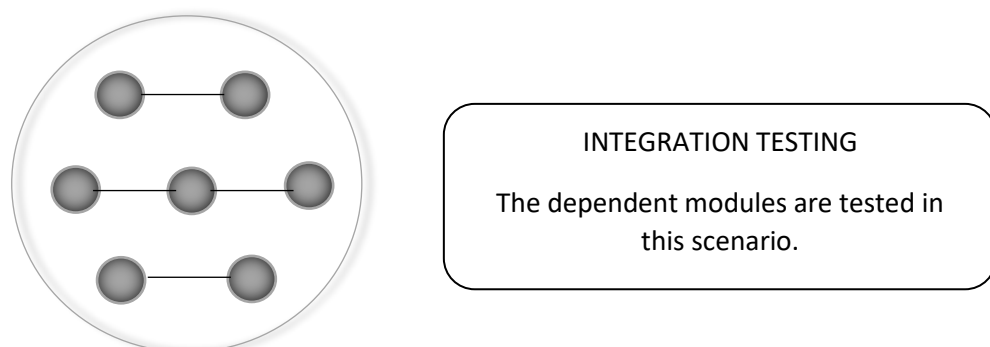 INTEGRATION TESTING
The dependent modules are tested in
this scenario.